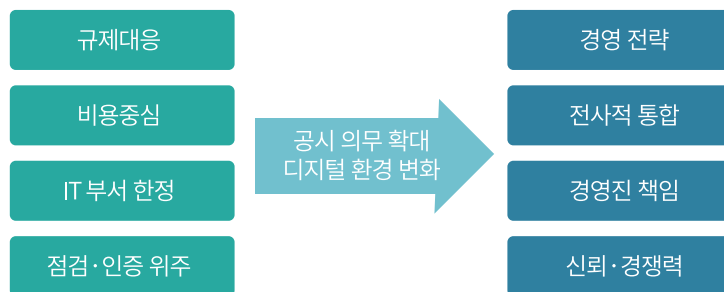 규제대응
비용중심
IT 부서 한정
점검·인증 위주
공시 의무 확대
디지털 환경 변화
경영 전략
전사적 통합
경영진 책임
신뢰·경쟁력